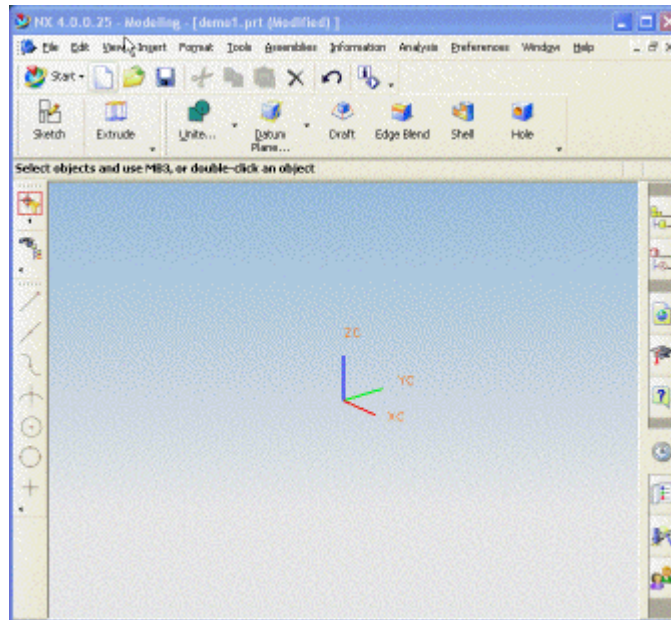 NX 4.0.0.25 - Modeling - [demo1.prt (Modified) ]
File Edit View Insert Format Tools Assemblies Information Analysis Preferences Window Help
Start
Sketch Extrude Unite... Datum Plane... Draft Edge Blend Shell Hole
Select objects and use MB3, or double-click an object
ZC
YC
XC